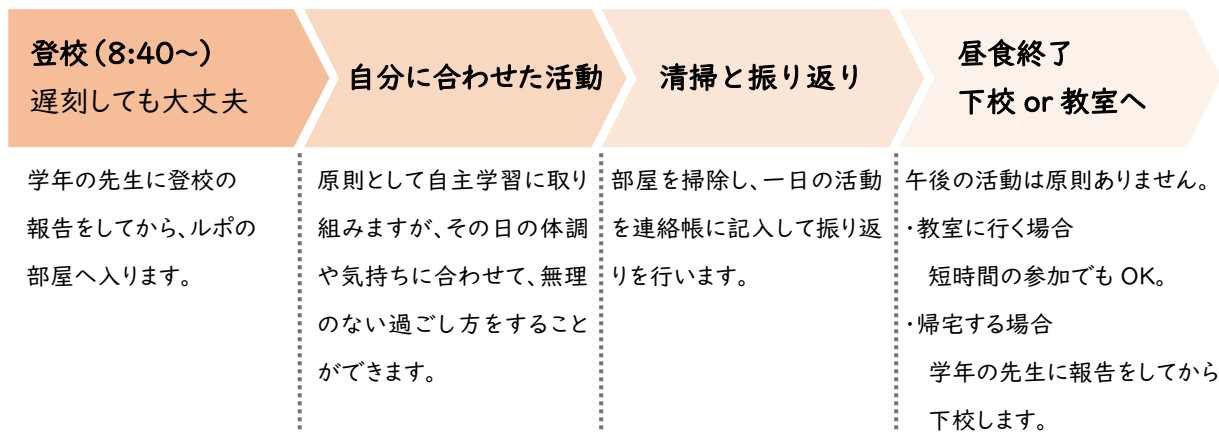 登校(8:40~)
遅刻しても大丈夫
自分に合わせた活動
清掃と振り返り
昼食終了
下校 or 教室へ
学年の先生に登校の
報告をしてから、ルポの
部屋へ入ります。
原則として自主学習に取り
組みますが、その日の体調
や気持ちに合わせて、無理
のない過ごし方をすること
ができます。
部屋を掃除し、一日の活動
を連絡帳に記入して振り返
りを行います。
午後の活動は原則ありません。
・教室に行く場合
短時間の参加でも OK。
・帰宅する場合
学年の先生に報告をしてから
下校します。